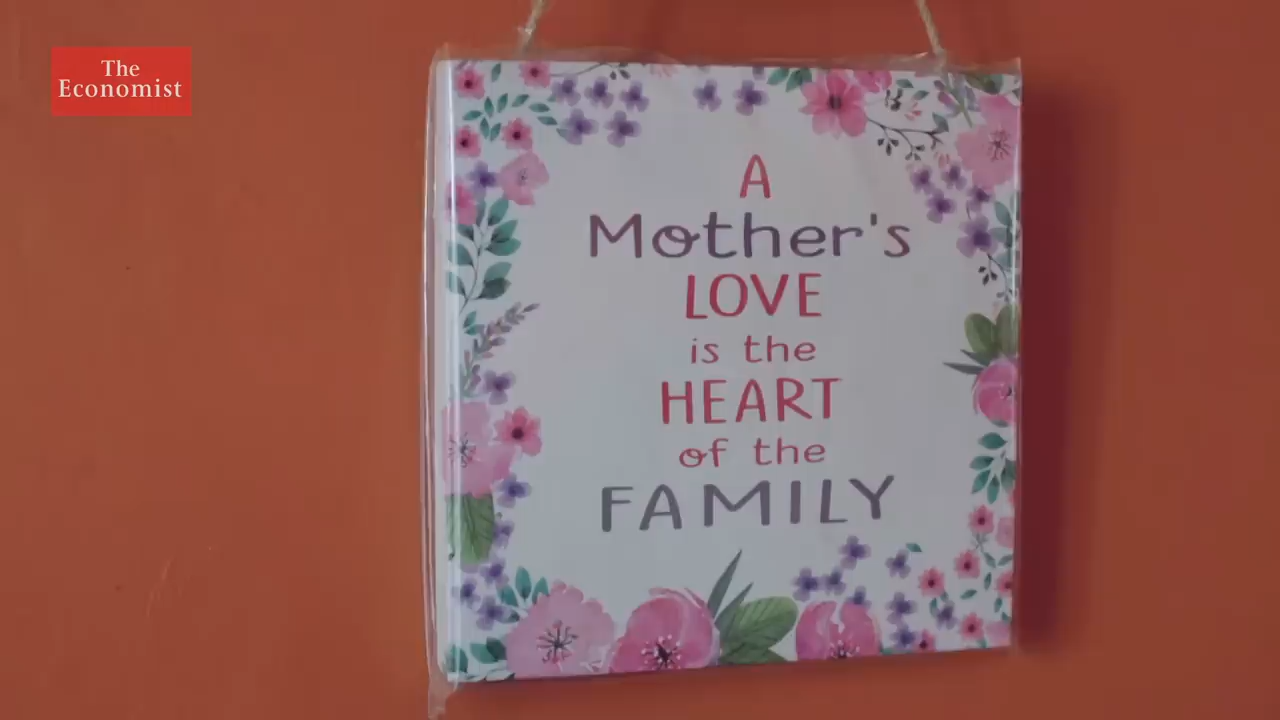 The
Economist
A
Mother's
LOVE
is the
HEART
of the
FAMILY